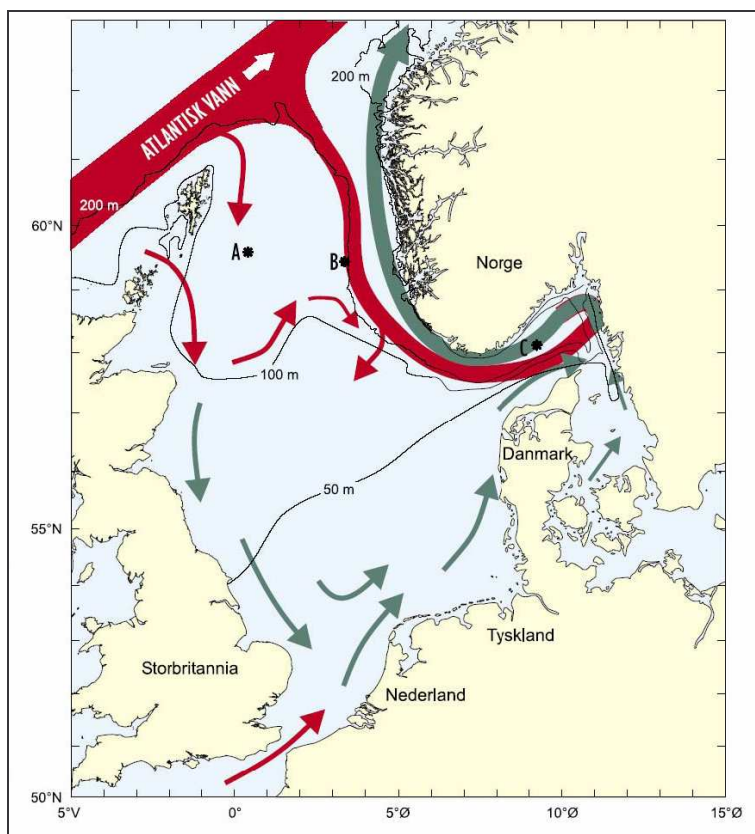 200 m
ATLANTISK VANN
200 m
60°N
A
B
Norge
C
100 m
Danmark
50 m
55°N
Tyskland
Storbritannia
Nederland
50°N
5°V
0°
5°Ø
10°Ø
15°Ø